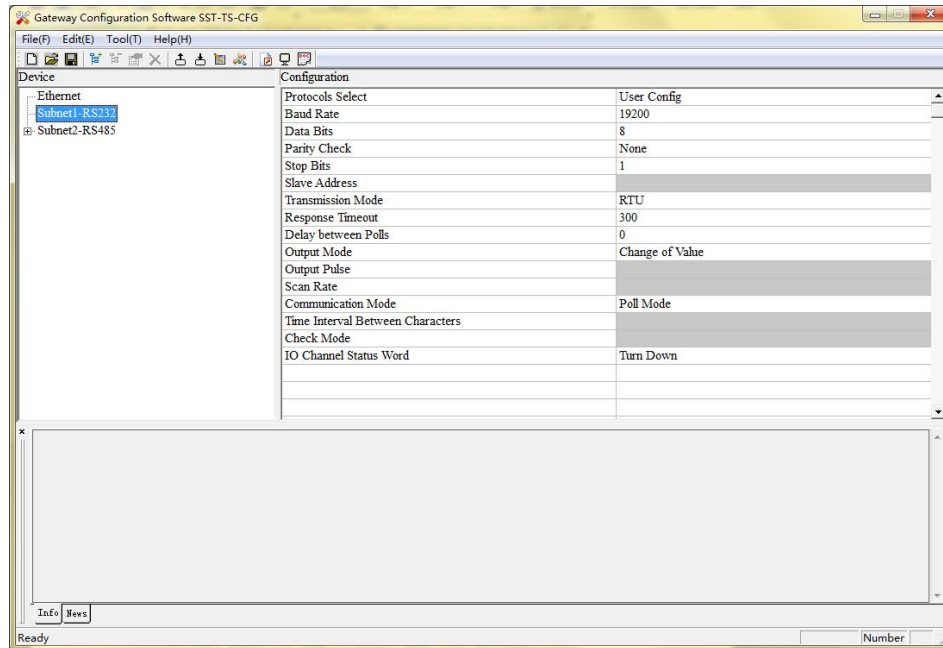 Gateway Configuration Software SST-TS-CFG
File(F) Edit(E) Tool(T) Help(H)
Device Configuration
Ethernet
Subnet1-RS232
Subnet2-RS485
Protocols Select User Config
Baud Rate 19200
Data Bits 8
Parity Check None
Stop Bits 1
Slave Address
Transmission Mode RTU
Response Timeout 300
Delay between Polls 0
Output Mode Change of Value
Output Pulse
Scan Rate
Communication Mode Poll Mode
Time Interval Between Characters
Check Mode
IO Channel Status Word Turn Down
Info News
Ready Number